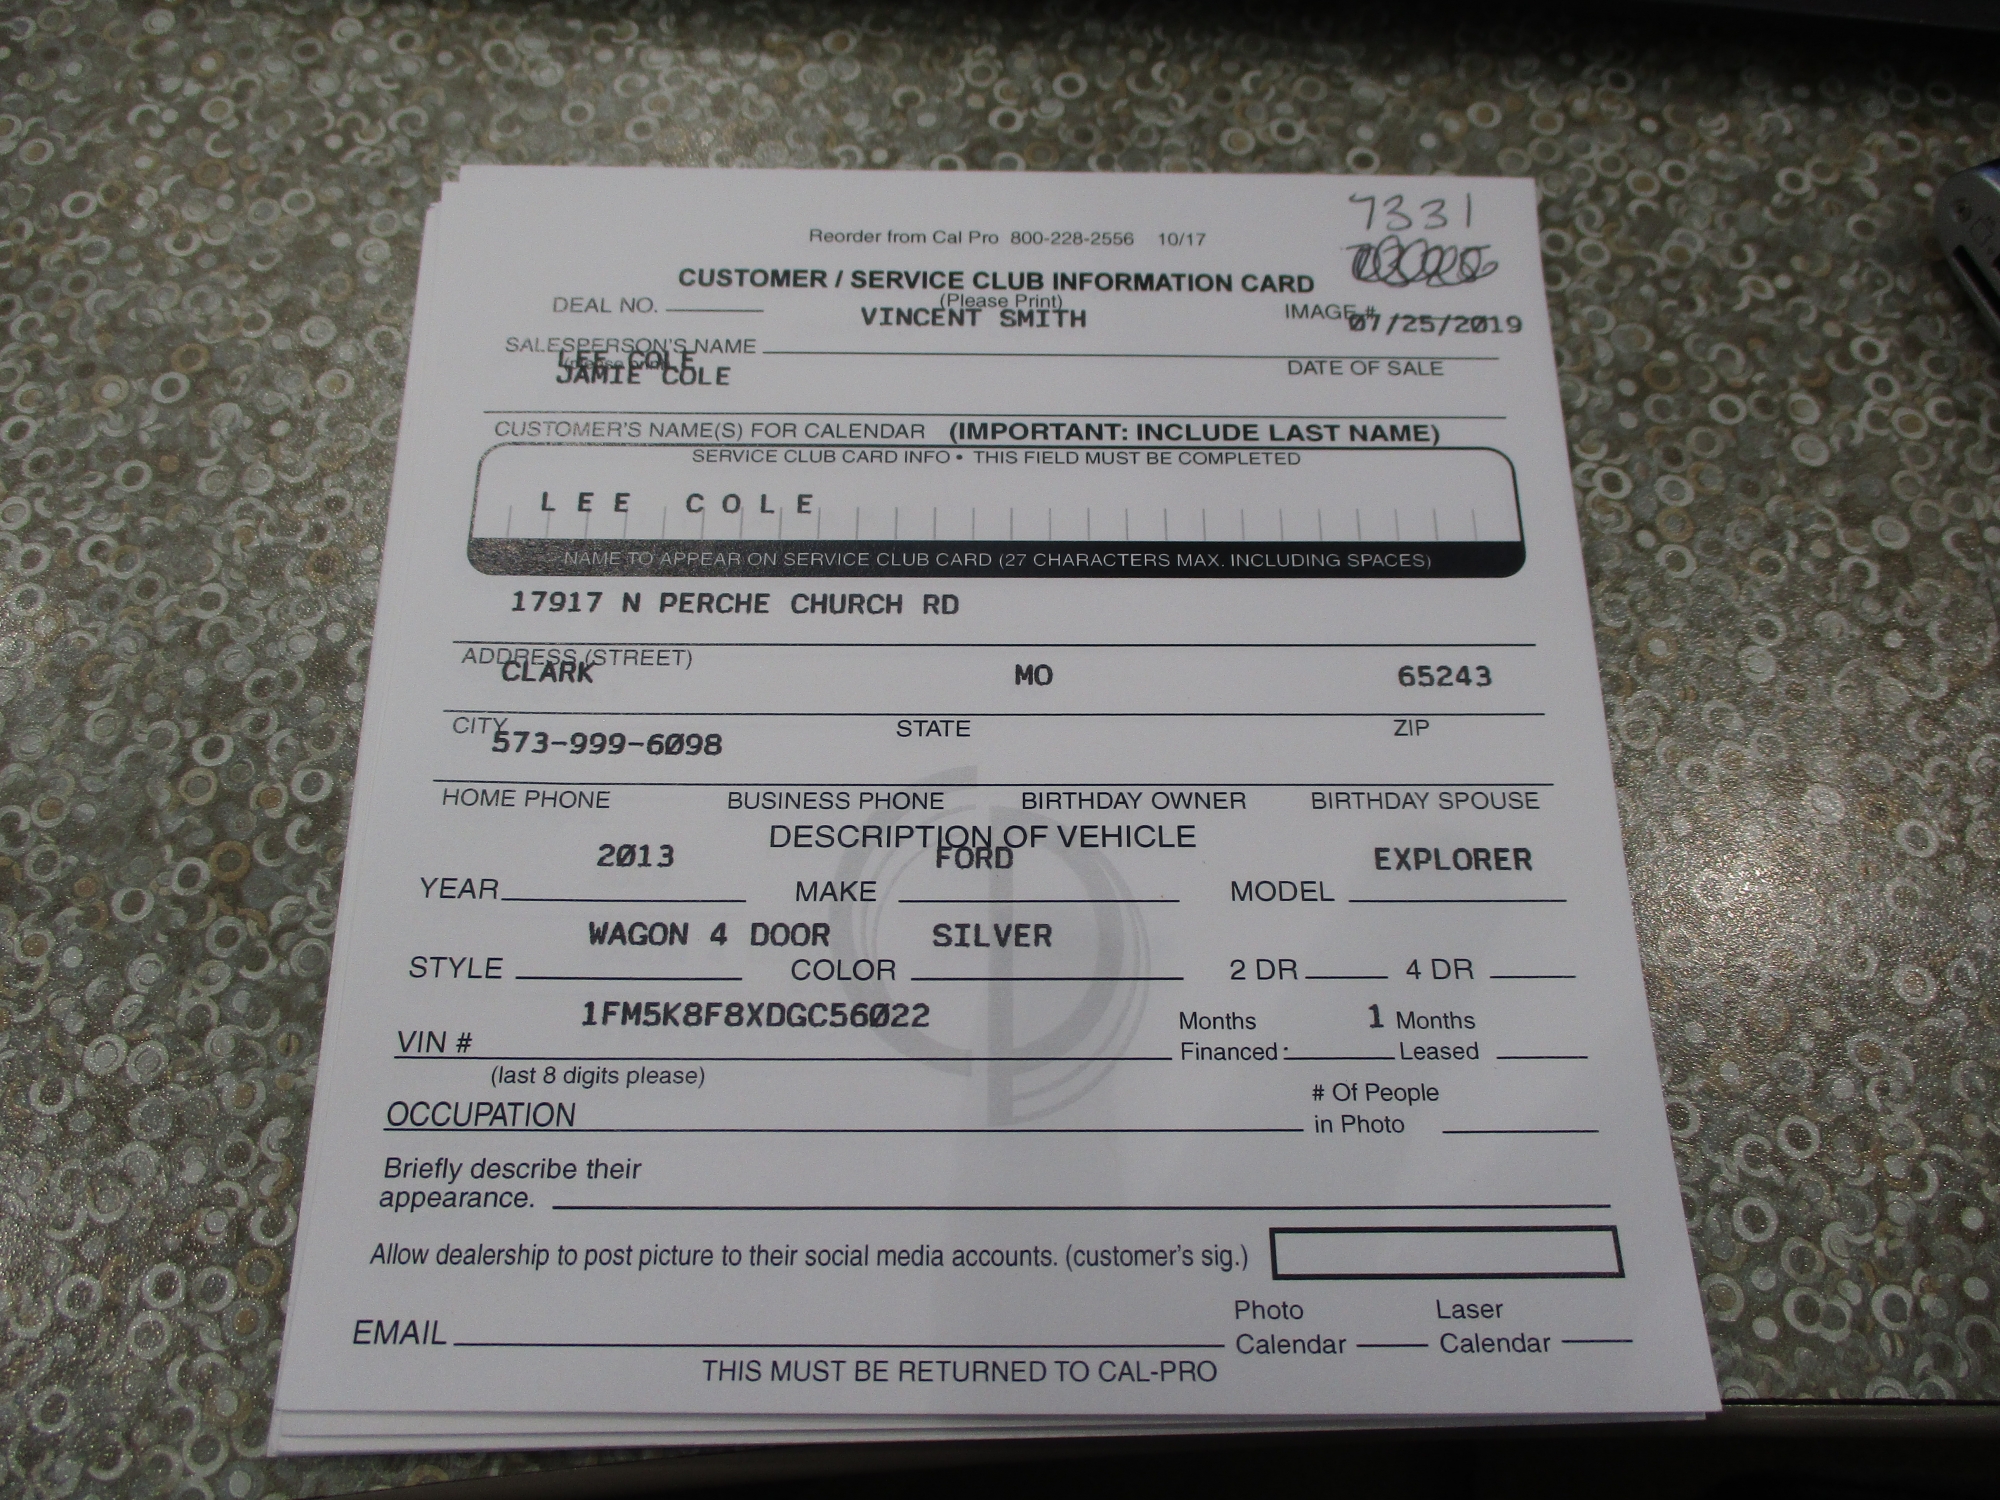 7331
Reorder from Cal Pro 800-228-2556 10/17
CUSTOMER / SERVICE CLUB INFORMATION CARD
(Please Print)
DEAL NO.
VINCENT SMITH
IMAGE #
07/25/2019
SALESPERSON'S NAME
(please print)
LEE COLE
JAMIE COLE
DATE OF SALE
CUSTOMER'S NAME(S) FOR CALENDAR (IMPORTANT: INCLUDE LAST NAME)
SERVICE CLUB CARD INFO • THIS FIELD MUST BE COMPLETED
LEE COLE
NAME TO APPEAR ON SERVICE CLUB CARD (27 CHARACTERS MAX. INCLUDING SPACES)
17917 N PERCHE CHURCH RD
ADDRESS (STREET)
CLARK MO 65243
CITY STATE ZIP
573-999-6098
HOME PHONE BUSINESS PHONE BIRTHDAY OWNER BIRTHDAY SPOUSE
DESCRIPTION OF VEHICLE
2013 FORD EXPLORER
YEAR MAKE MODEL
WAGON 4 DOOR SILVER
STYLE COLOR 2 DR 4 DR
1FM5K8F8XDGC56022
VIN #
(last 8 digits please)
Months 1 Months
Financed: Leased
OCCUPATION
# Of People
in Photo
Briefly describe their
appearance.
Allow dealership to post picture to their social media accounts. (customer's sig.)
Photo Laser
EMAIL Calendar Calendar
THIS MUST BE RETURNED TO CAL-PRO